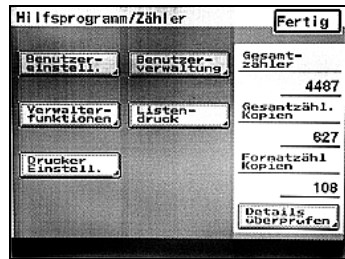 Hilfsprogramm/Zähler
Fertig
Benutzer-
einstell.
Benutzer-
verwaltung
Verwalter-
funktionen
Listen-
druck
Drucker
Einstell.
Gesamt-
zähler
4487
Gesamtzähl.
Kopien
627
Formatzähl
Kopien
108
Details
überprüfen